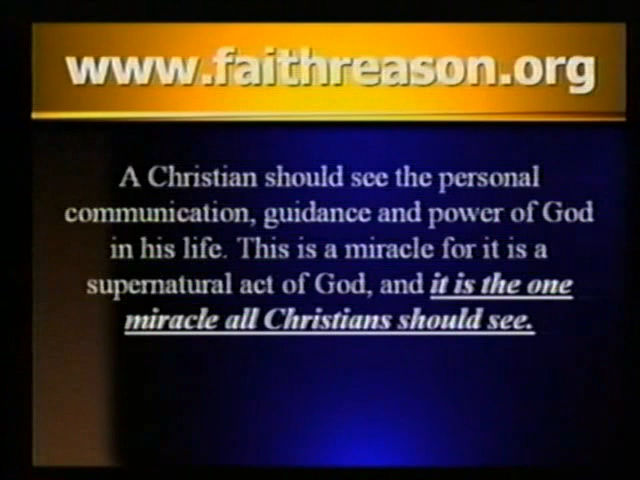 www.faithreason.org
A Christian should see the personal
communication, guidance and power of God
in his life. This is a miracle for it is a
supernatural act of God, and it is the one
miracle all Christians should see.